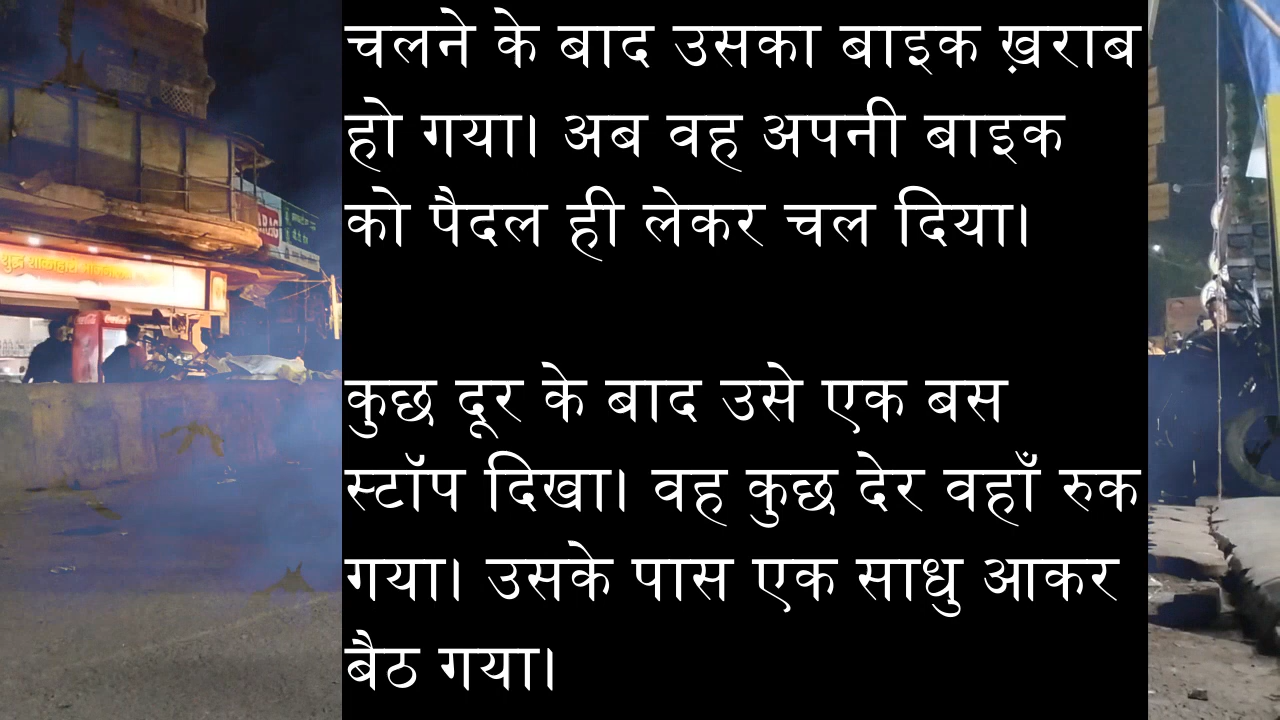 चलने के बाद उसका बाइक ख़राब
हो गया। अब वह अपनी बाइक
को पैदल ही लेकर चल दिया।
कुछ दूर के बाद उसे एक बस
स्टॉप दिखा। वह कुछ देर वहाँ रुक
गया। उसके पास एक साधु आकर
बैठ गया।
शुद्ध शाकाहारी